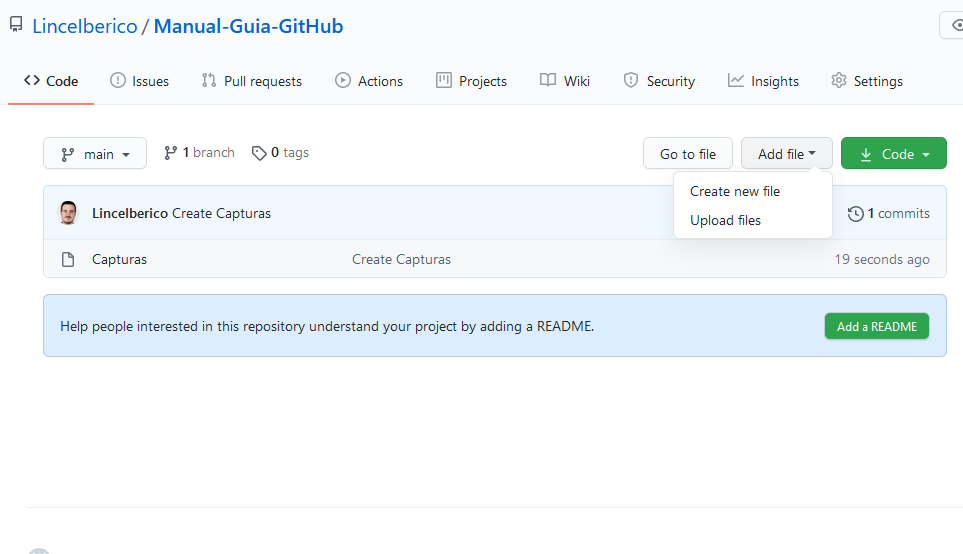 LinceIberico / Manual-Guia-GitHub
Code Issues Pull requests Actions Projects Wiki Security Insights Settings
main 1 branch 0 tags Go to file Add file Code
Create new file
Upload files
LinceIberico Create Capturas 1 commits
Capturas Create Capturas 19 seconds ago
Help people interested in this repository understand your project by adding a README. Add a README